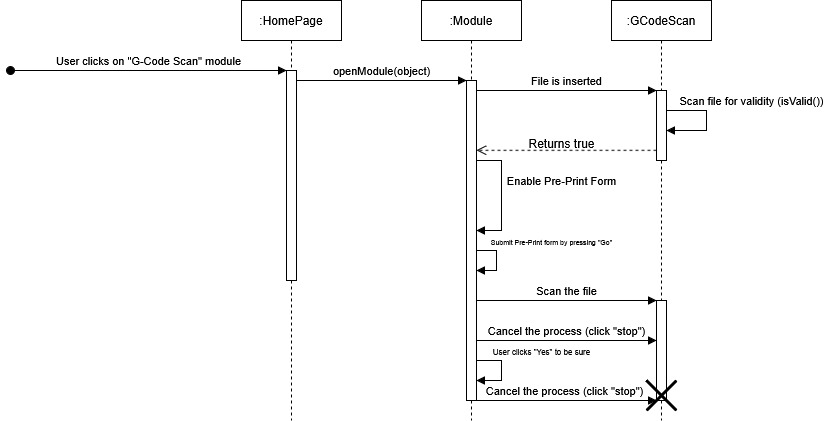 :HomePage
:Module
:GCodeScan
User clicks on "G-Code Scan" module
openModule(object)
File is inserted
Scan file for validity (isValid())
Returns true
Enable Pre-Print Form
Submit Pre-Print form by pressing "Go"
Scan the file
Cancel the process (click "stop")
User clicks "Yes" to be sure
Cancel the process (click "stop")